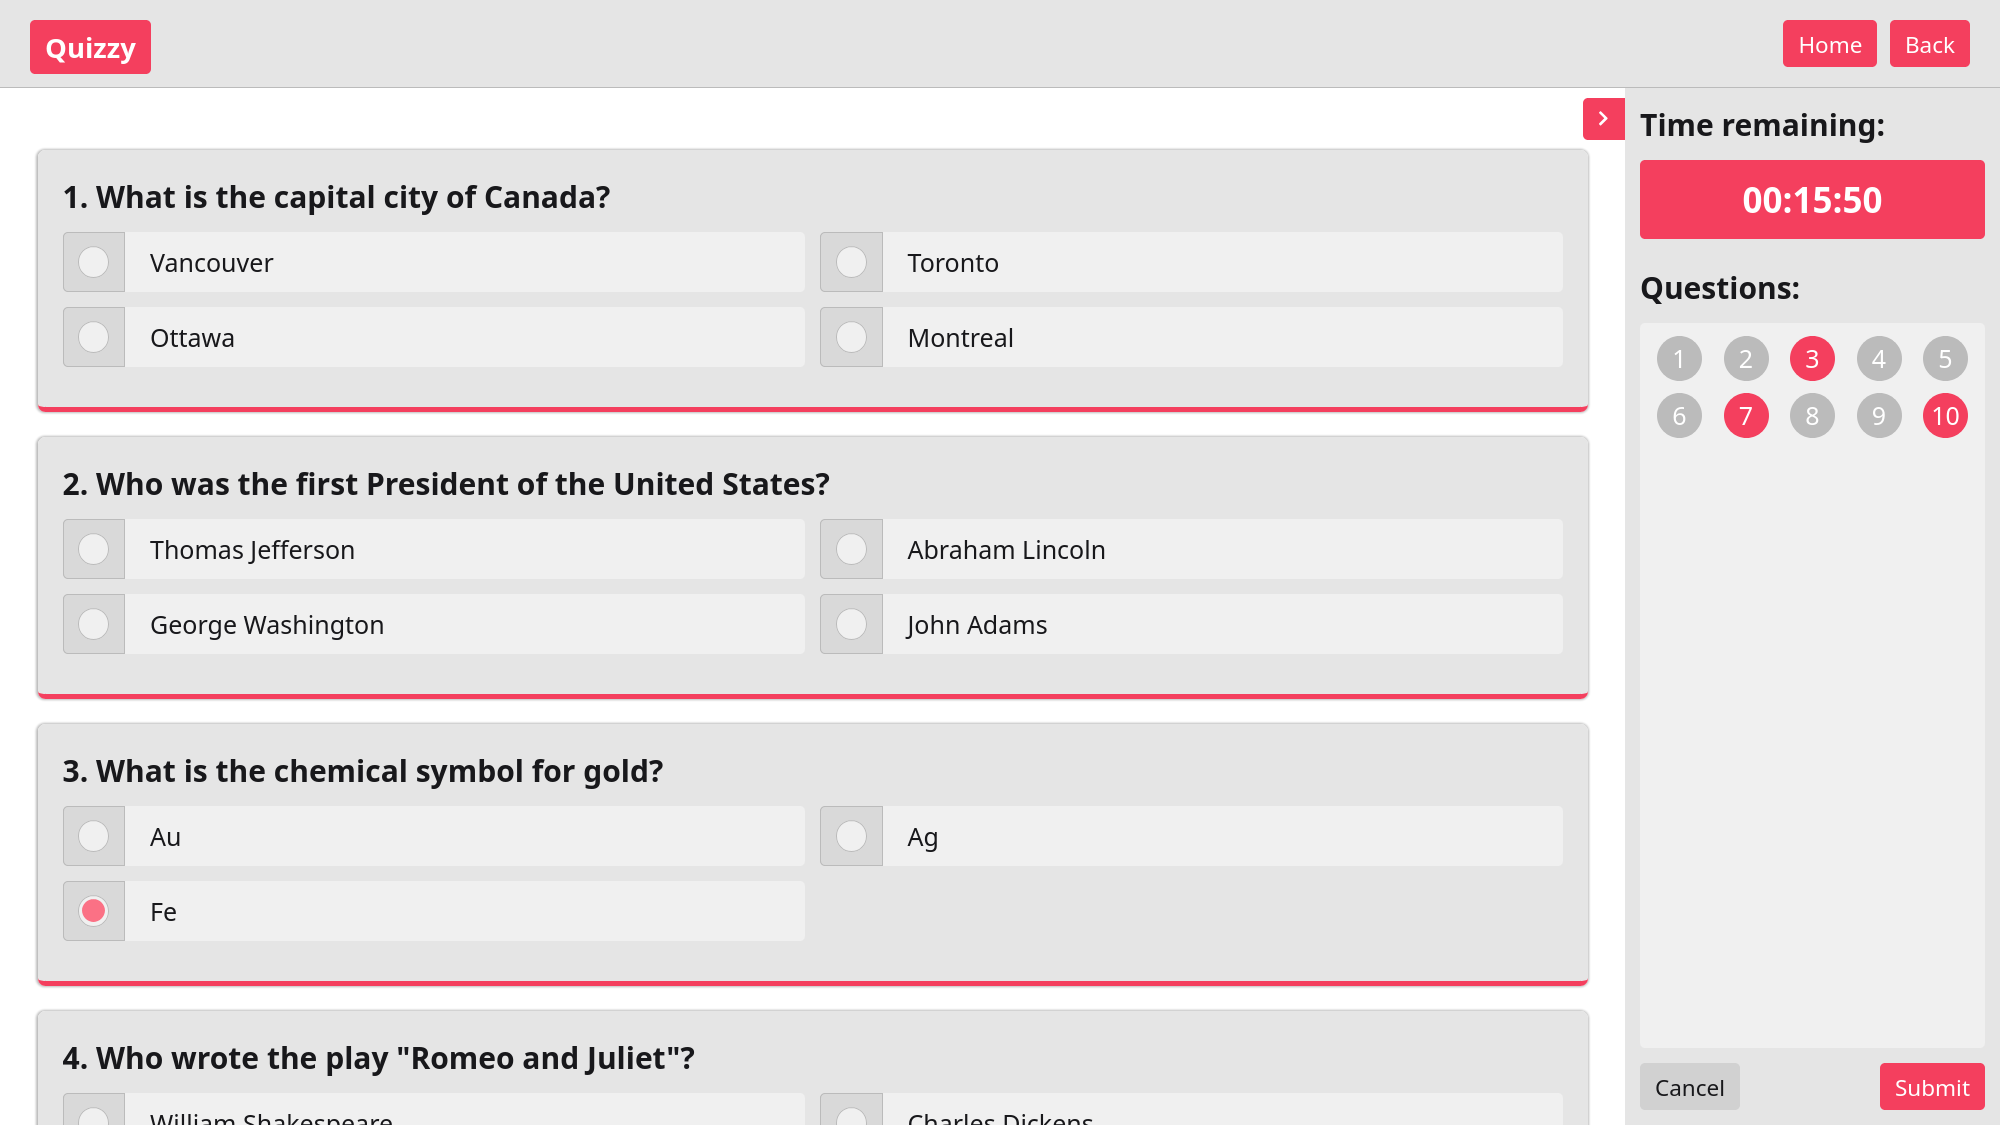 Quizzy
Home
Back
1. What is the capital city of Canada?
Vancouver
Toronto
Ottawa
Montreal
2. Who was the first President of the United States?
Thomas Jefferson
Abraham Lincoln
George Washington
John Adams
3. What is the chemical symbol for gold?
Au
Ag
Fe
4. Who wrote the play "Romeo and Juliet"?
William Shakespeare
Charles Dickens
Time remaining:
00:15:50
Questions:
1 2 3 4 5
6 7 8 9 10
Cancel
Submit